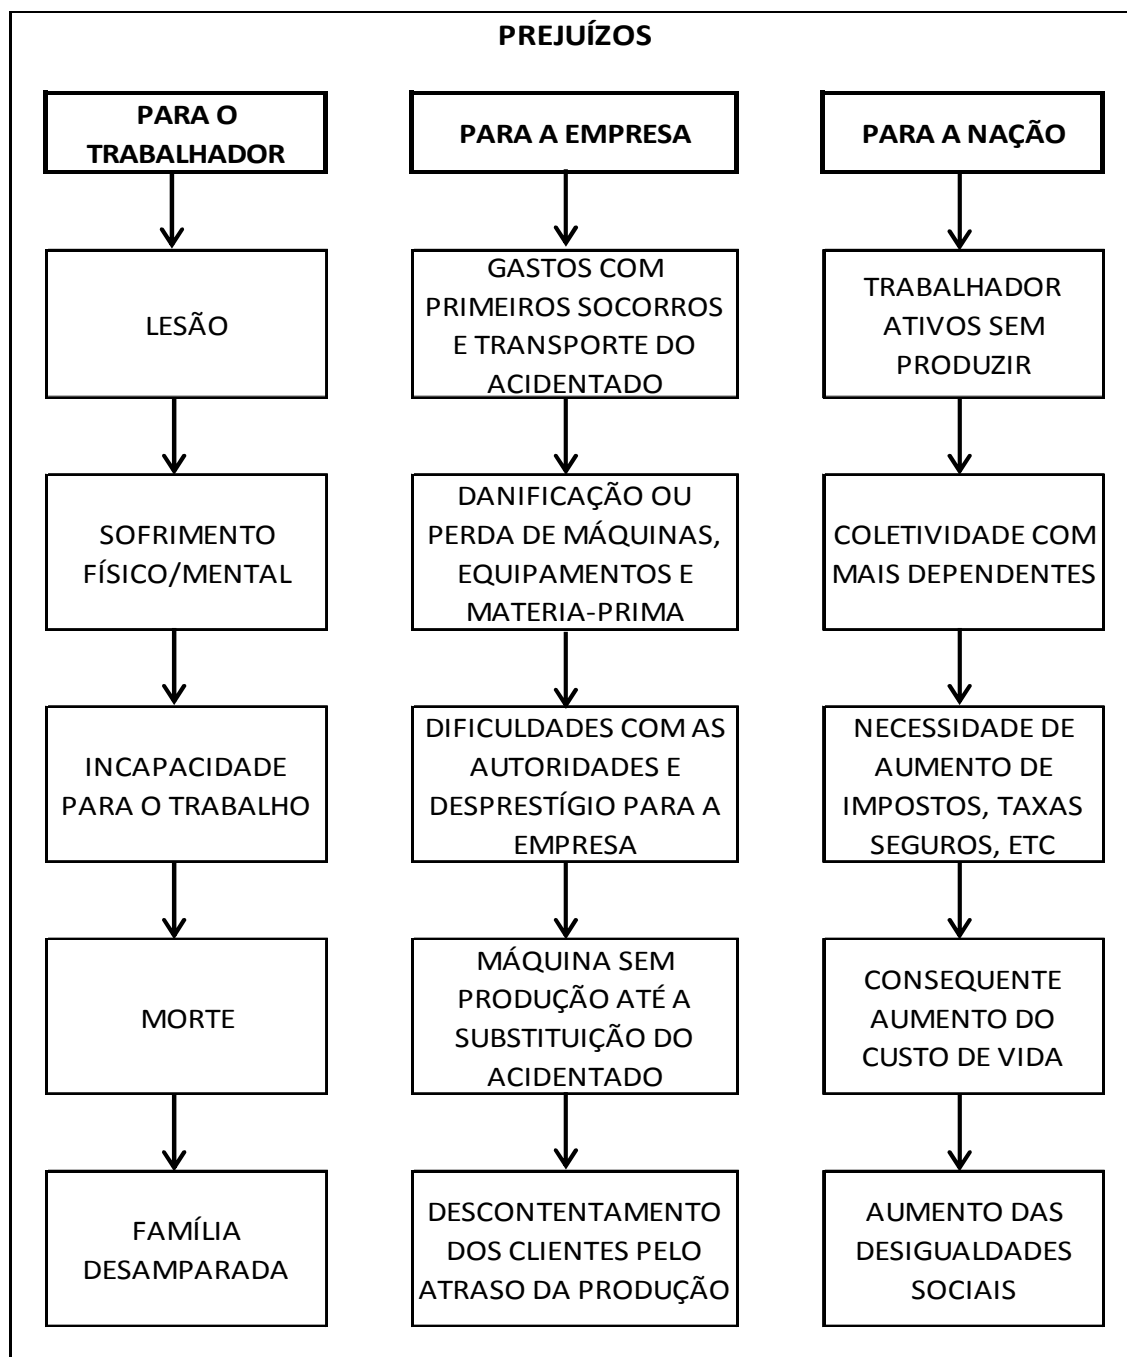 PREJUÍZOS
PARA O
TRABALHADOR
LESÃO
SOFRIMENTO
FÍSICO/MENTAL
INCAPACIDADE
PARA O TRABALHO
MORTE
FAMÍLIA
DESAMPARADA
PARA A EMPRESA
GASTOS COM
PRIMEIROS SOCORROS
E TRANSPORTE DO
ACIDENTADO
DANIFICAÇÃO OU
PERDA DE MÁQUINAS,
EQUIPAMENTOS E
MATERIA-PRIMA
DIFICULDADES COM AS
AUTORIDADES E
DESPRESTÍGIO PARA A
EMPRESA
MÁQUINA SEM
PRODUÇÃO ATÉ A
SUBSTITUIÇÃO DO
ACIDENTADO
DESCONTENTAMENTO
DOS CLIENTES PELO
ATRASO DA PRODUÇÃO
PARA A NAÇÃO
TRABALHADOR
ATIVOS SEM
PRODUZIR
COLETIVIDADE COM
MAIS DEPENDENTES
NECESSIDADE DE
AUMENTO DE
IMPOSTOS, TAXAS
SEGUROS, ETC
CONSEQUENTE
AUMENTO DO
CUSTO DE VIDA
AUMENTO DAS
DESIGUALDADES
SOCIAIS